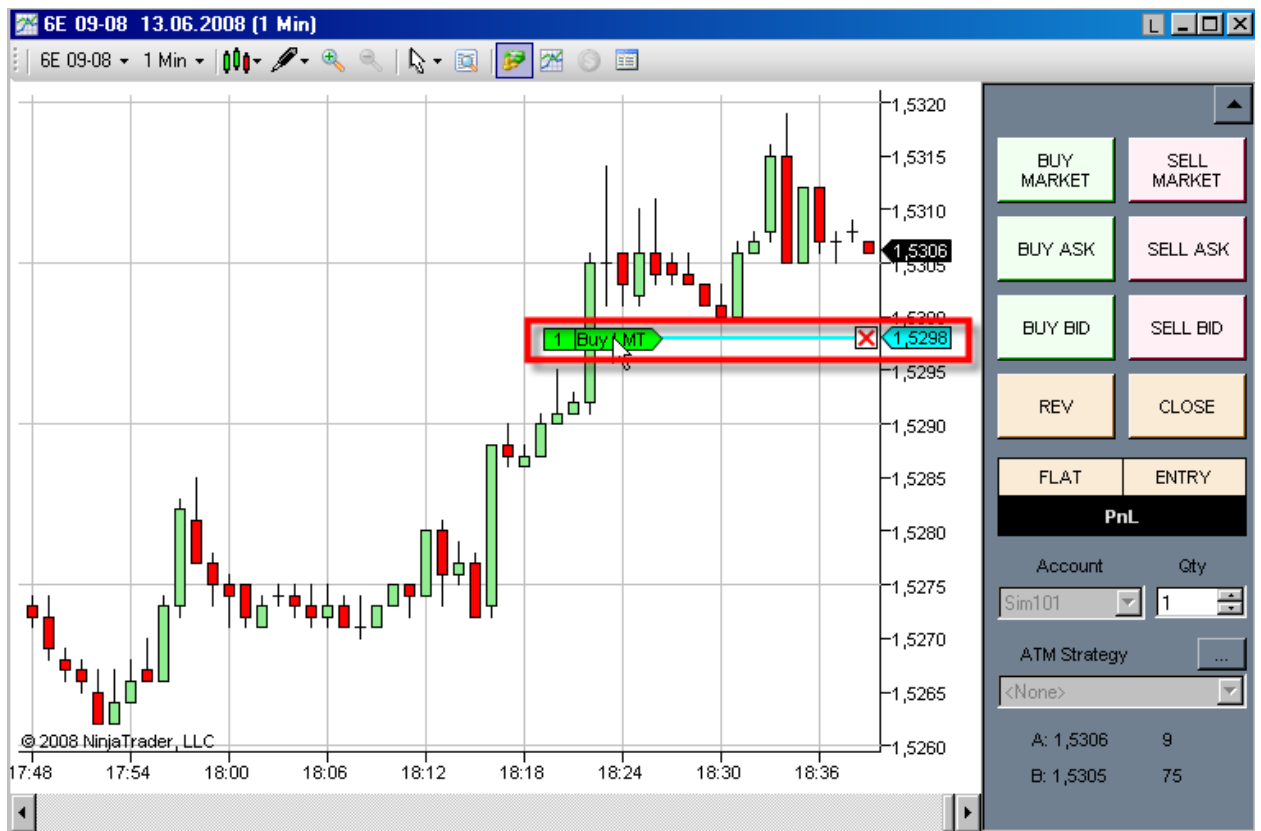 6E 09-08 13.06.2008 (1 Min)
L
6E 09-08 1 Min
1,5320
1,5315
1,5310
1,5306
1,5305
1,5300
1 Buy LMT
1,5298
1,5295
1,5290
1,5285
1,5280
1,5275
1,5270
1,5265
1,5260
© 2008 NinjaTrader, LLC
17:48 17:54 18:00 18:06 18:12 18:18 18:24 18:30 18:36
BUY
MARKET
SELL
MARKET
BUY ASK
SELL ASK
BUY BID
SELL BID
REV
CLOSE
FLAT
ENTRY
PnL
Account
Qty
Sim101
1
ATM Strategy
...
<None>
A: 1,5306 9
B: 1,5305 75